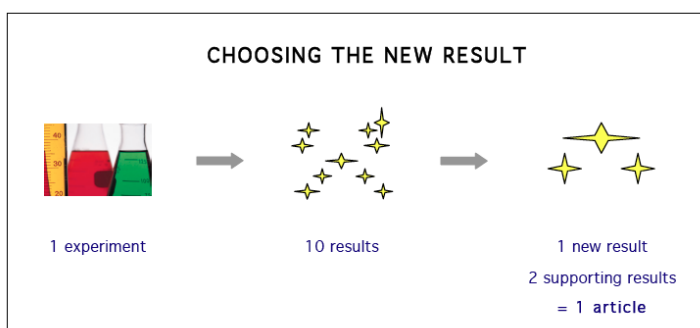 CHOOSING THE NEW RESULT
40
30
20
1 experiment
10 results
1 new result
2 supporting results
= 1 article